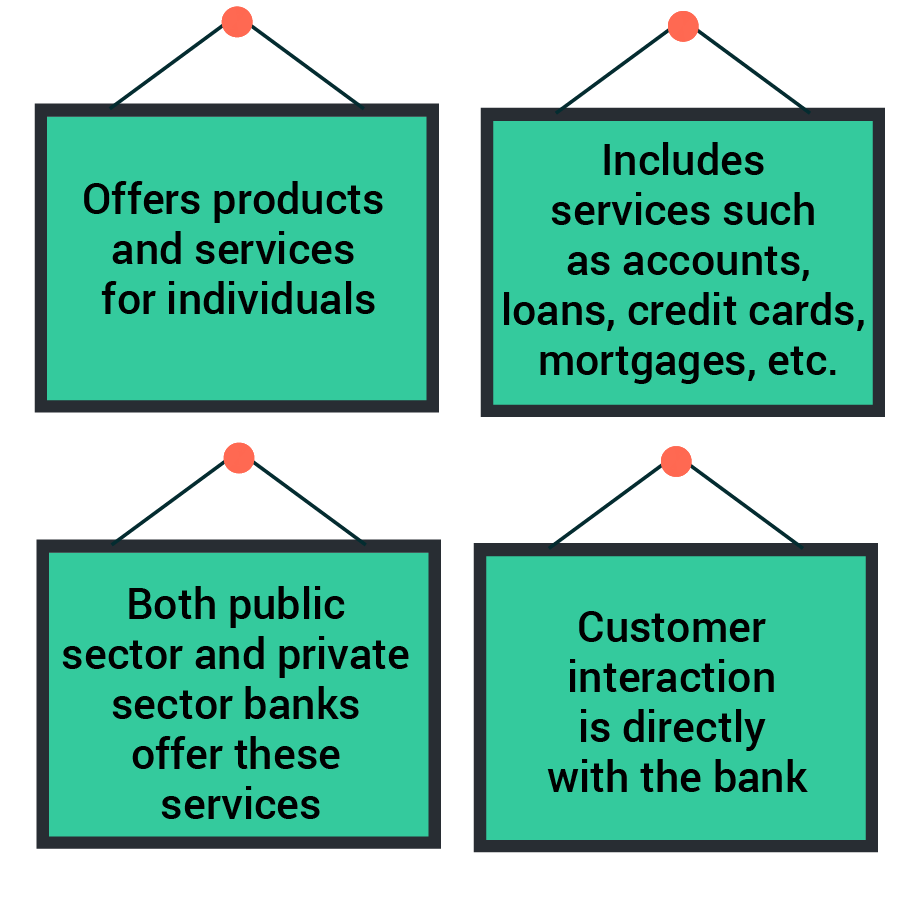 Offers products
and services
for individuals
Includes
services such
as accounts,
loans, credit cards,
mortgages, etc.
Both public
sector and private
sector banks
offer these
services
Customer
interaction
is directly
with the bank